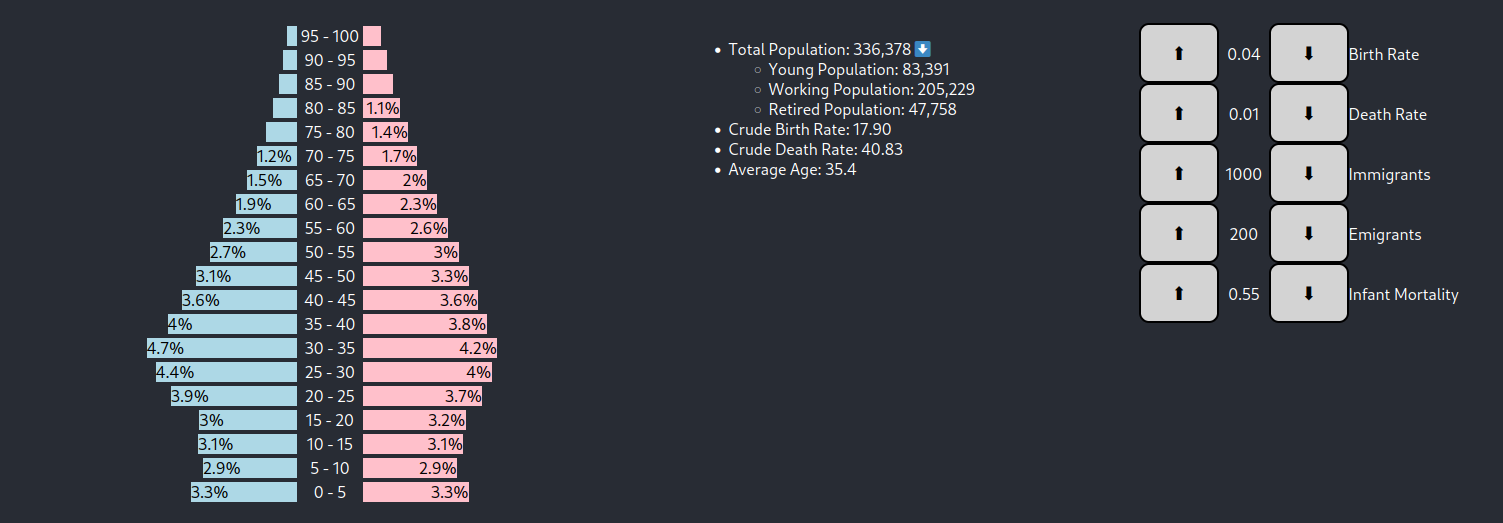 95 - 100
90 - 95
85 - 90
80 - 85 1.1%
75 - 80 1.4%
1.2% 70 - 75 1.7%
1.5% 65 - 70 2%
1.9% 60 - 65 2.3%
2.3% 55 - 60 2.6%
2.7% 50 - 55 3%
3.1% 45 - 50 3.3%
3.6% 40 - 45 3.6%
4% 35 - 40 3.8%
4.7% 30 - 35 4.2%
4.4% 25 - 30 4%
3.9% 20 - 25 3.7%
3% 15 - 20 3.2%
3.1% 10 - 15 3.1%
2.9% 5 - 10 2.9%
3.3% 0 - 5 3.3%
• Total Population: 336,378 ⬇️
◦ Young Population: 83,391
◦ Working Population: 205,229
◦ Retired Population: 47,758
• Crude Birth Rate: 17.90
• Crude Death Rate: 40.83
• Average Age: 35.4
⬆ 0.04 ⬇ Birth Rate
⬆ 0.01 ⬇ Death Rate
⬆ 1000 ⬇ Immigrants
⬆ 200 ⬇ Emigrants
⬆ 0.55 ⬇ Infant Mortality